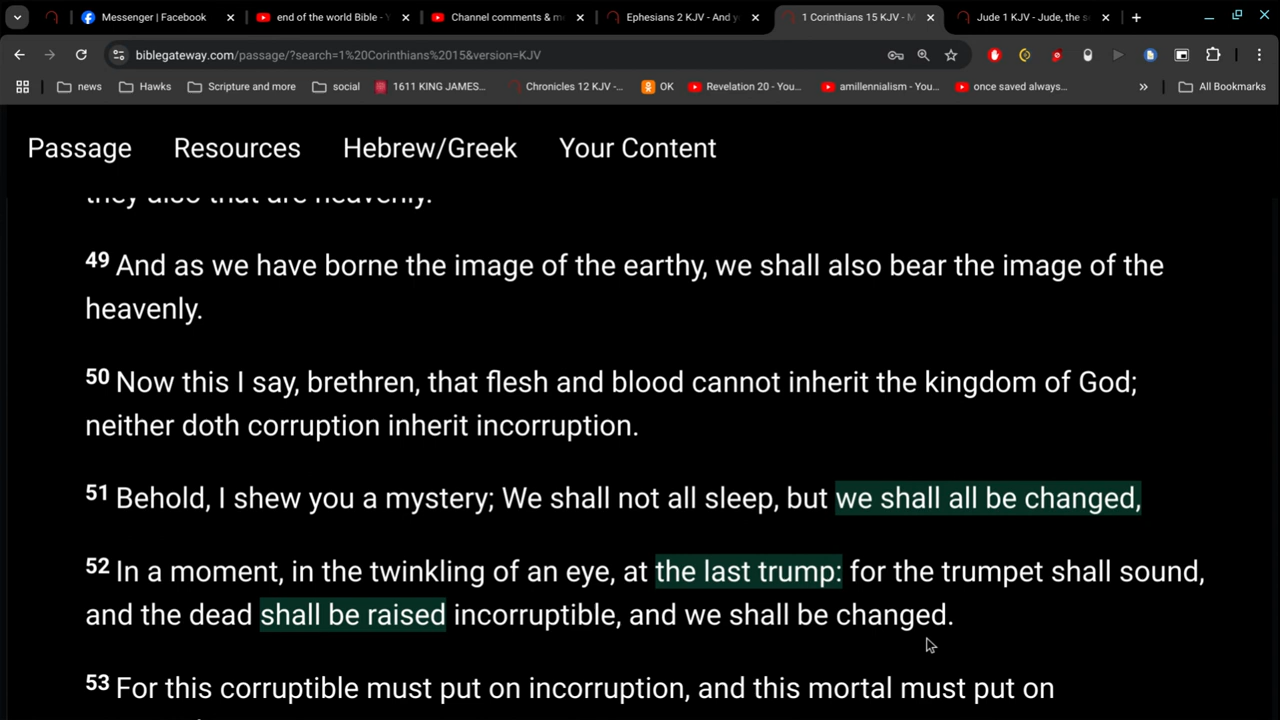 Messenger | Facebook
end of the world Bible - Y
Channel comments & m
Ephesians 2 KJV - And y
1 Corinthians 15 KJV - M
Jude 1 KJV - Jude, the s
biblegateway.com/passage/?search=1%20Corinthians%2015&version=KJV
news
Hawks
Scripture and more
social
1611 KING JAMES...
Chronicles 12 KJV -...
OK
Revelation 20 - You...
amillennialism - You...
once saved always...
All Bookmarks
Passage Resources Hebrew/Greek Your Content
they also that are heavenly.
49 And as we have borne the image of the earthy, we shall also bear the image of the
heavenly.
50 Now this I say, brethren, that flesh and blood cannot inherit the kingdom of God;
neither doth corruption inherit incorruption.
51 Behold, I shew you a mystery; We shall not all sleep, but we shall all be changed,
52 In a moment, in the twinkling of an eye, at the last trump: for the trumpet shall sound,
and the dead shall be raised incorruptible, and we shall be changed.
53 For this corruptible must put on incorruption, and this mortal must put on